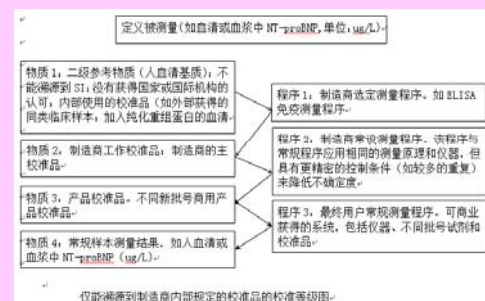 定义被测量(如血清或血浆中 NT-proBNP,单位:ug/L)
物质 1:二级参考物质(人血清基质):不
能溯源到 SI:没有获得国家或国际机构的
认可:内部使用的校准品(如外部获得的
同类临床样本,加入纯化重组蛋白的血清
物质 2,制造商工作校准品:制造商的主
校准品
物质 3,产品校准品,不同新批号商用产
品校准品
物质 4:常规样本测量结果,如人血清或
血浆中 NT-proBNP(ug/L)
程序 1:制造商选定测量程序,如 ELISA
免疫测量程序
程序 2,制造商常设测量程序,该程序与
常规程序应用相同的测量原理和仪器,但
具有更精密的控制条件(如较多的重复)
来降低不确定度
程序 3,最终用户常规测量程序,可商业
获得的系统,包括仪器、不同批号试剂和
校准品
仅能溯源到制造商内部规定的校准品的校准等级图